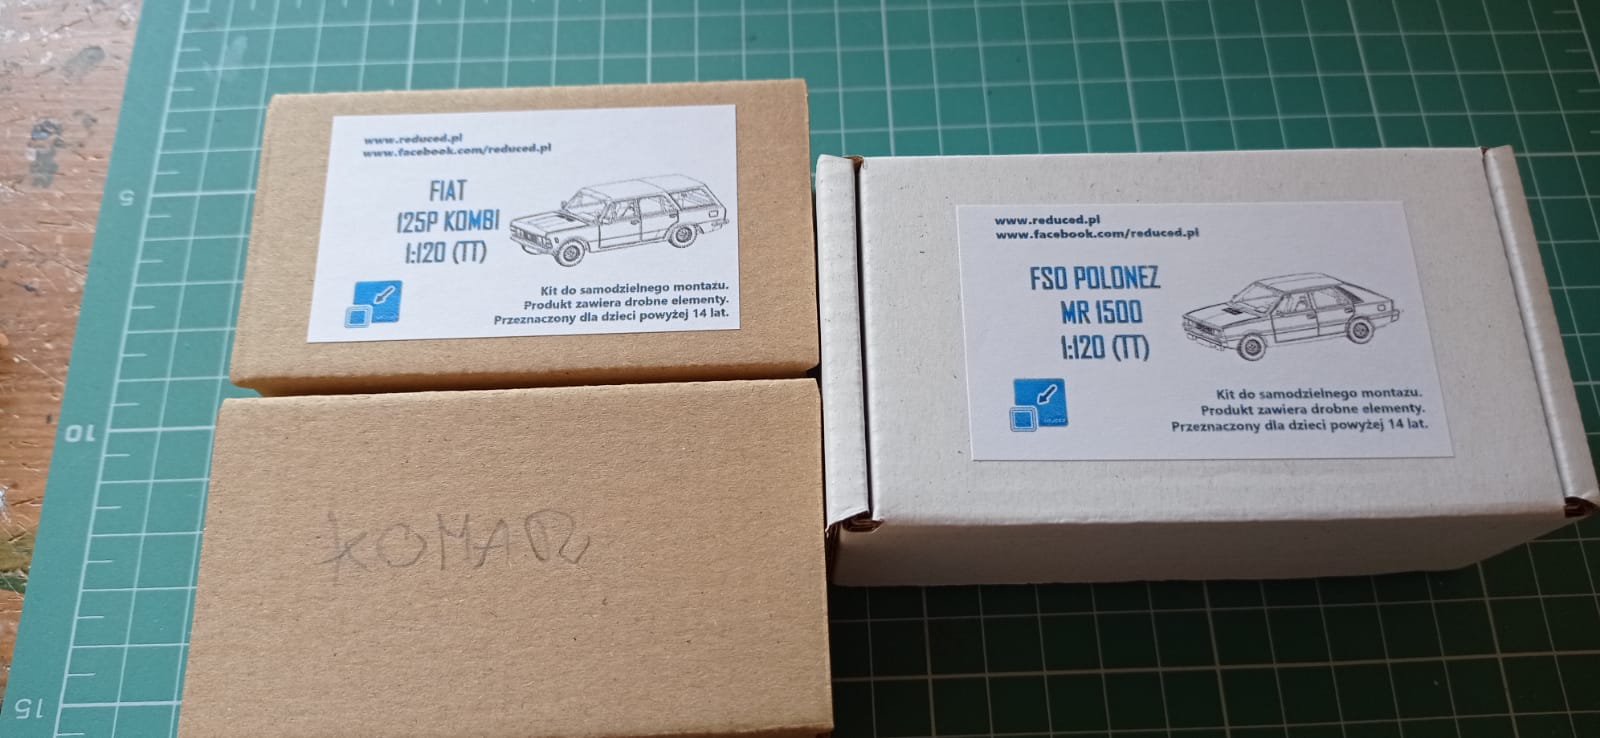 www.reduced.pl
www.facebook.com/reduced.pl
FIAT
125P KOMBI
1:120 (TT)
Kit do samodzielnego montażu.
Produkt zawiera drobne elementy.
Przeznaczony dla dzieci powyżej 14 lat.
www.reduced.pl
www.facebook.com/reduced.pl
FSO POLONEZ
MR 1500
1:120 (TT)
Kit do samodzielnego montażu.
Produkt zawiera drobne elementy.
Przeznaczony dla dzieci powyżej 14 lat.
KOMAR
5
10
15